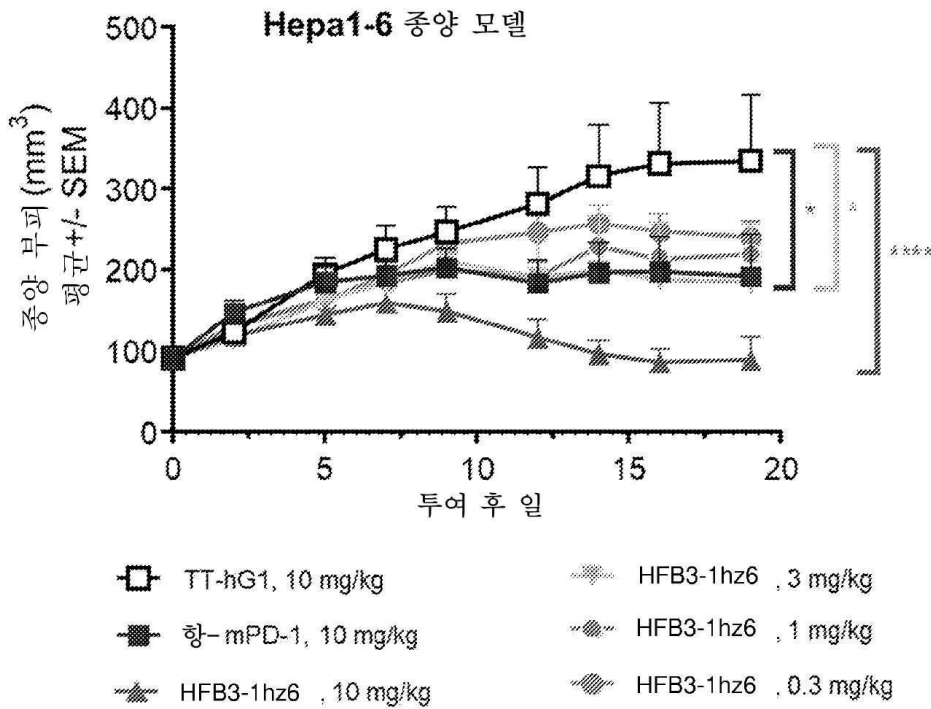 Hepa1-6 종양 모델
종양 부피 (mm³)
평균+/- SEM
500
400
300
200
100
0
0 5 10 15 20
투여 후 일
*
*
****
TT-hG1, 10 mg/kg
항-mPD-1, 10 mg/kg
HFB3-1hz6 , 10 mg/kg
HFB3-1hz6 , 3 mg/kg
HFB3-1hz6 , 1 mg/kg
HFB3-1hz6 , 0.3 mg/kg